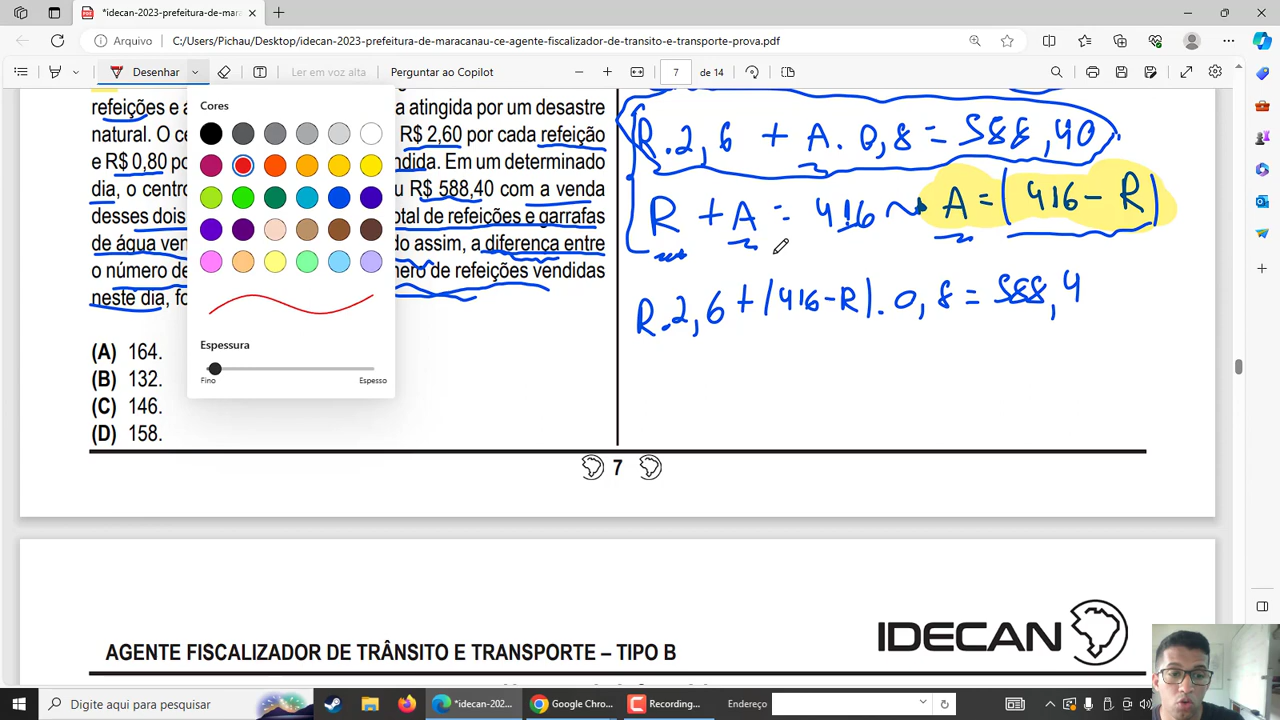 *idecan-2023-prefeitura-de-mara
Arquivo C:/Users/Pichau/Desktop/idecan-2023-prefeitura-de-maracanau-ce-agente-fiscalizador-de-transito-e-transporte-prova.pdf
Desenhar Ler em voz alta Perguntar ao Copilot 7 de 14
Cores
Espessura
Fino Espesso
refeições e a atingida por um desastre
natural. O ce R$ 2,60 por cada refeição
e R$ 0,80 po ndida. Em um determinado
dia, o centro u R$ 588,40 com a venda
desses dois otal de refeições e garrafas
de água ven do assim, a diferença entre
o número de mero de refeições vendidas
neste dia, fo
(A) 164.
(B) 132.
(C) 146.
(D) 158.
R.2,6 + A.0,8 = 588,40
R + A = 416 A = (416 - R)
R.2,6 + (416-R).0,8 = 588,4
7
AGENTE FISCALIZADOR DE TRÂNSITO E TRANSPORTE – TIPO B
IDECAN
Digite aqui para pesquisar *idecan-202... Google Chro... Recording... Endereço